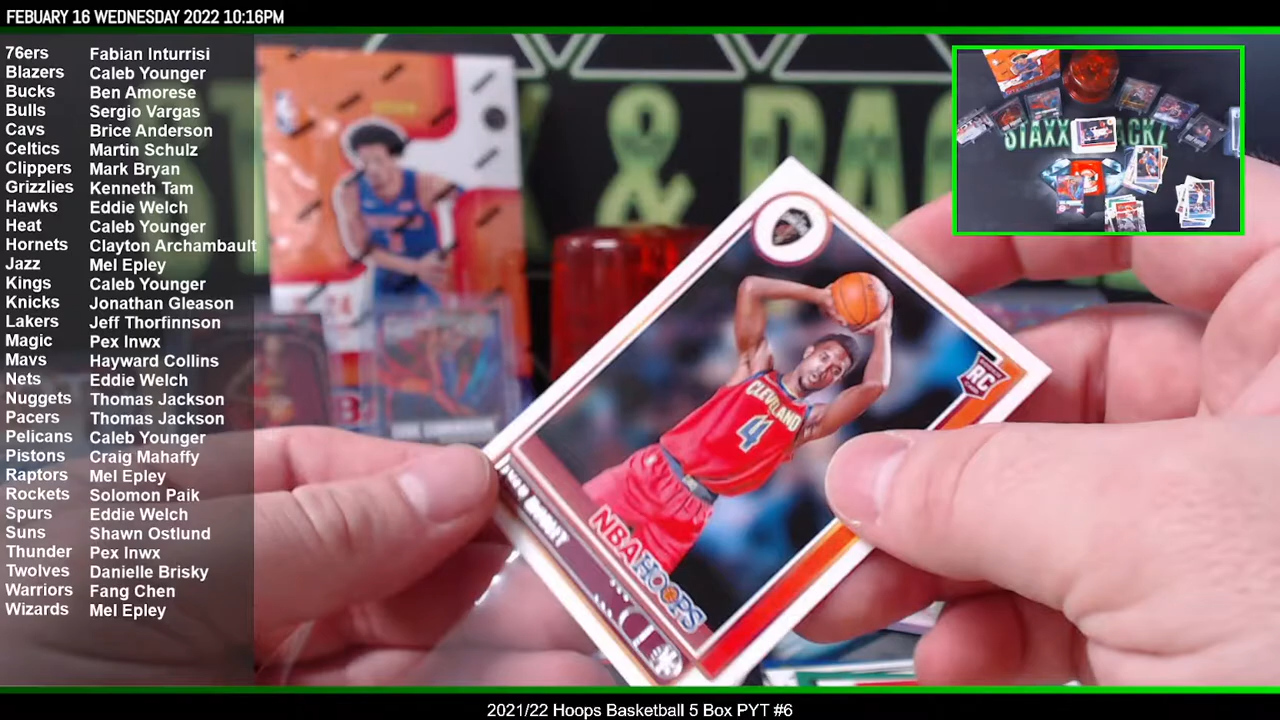 FEBUARY 16 WEDNESDAY 2022 10:16PM
76ers Fabian Inturrisi
Blazers Caleb Younger
Bucks Ben Amorese
Bulls Sergio Vargas
Cavs Brice Anderson
Celtics Martin Schulz
Clippers Mark Bryan
Grizzlies Kenneth Tam
Hawks Eddie Welch
Heat Caleb Younger
Hornets Clayton Archambault
Jazz Mel Epley
Kings Caleb Younger
Knicks Jonathan Gleason
Lakers Jeff Thorfinnson
Magic Pex Inwx
Mavs Hayward Collins
Nets Eddie Welch
Nuggets Thomas Jackson
Pacers Thomas Jackson
Pelicans Caleb Younger
Pistons Craig Mahaffy
Raptors Mel Epley
Rockets Solomon Paik
Spurs Eddie Welch
Suns Shawn Ostlund
Thunder Pex Inwx
Twolves Danielle Brisky
Warriors Fang Chen
Wizards Mel Epley
&
RC
CLEVELAND
4
NBA HOOPS
2021/22 Hoops Basketball 5 Box PYT #6